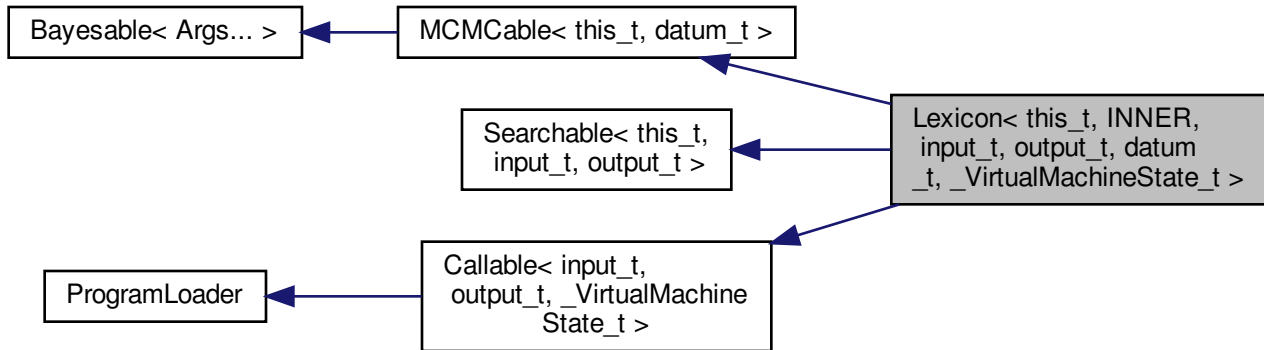 Bayesable< Args... >
MCMCable< this_t, datum_t >
Searchable< this_t,
input_t, output_t >
Lexicon< this_t, INNER,
input_t, output_t, datum
_t, _VirtualMachineState_t >
ProgramLoader
Callable< input_t,
output_t, _VirtualMachine
State_t >